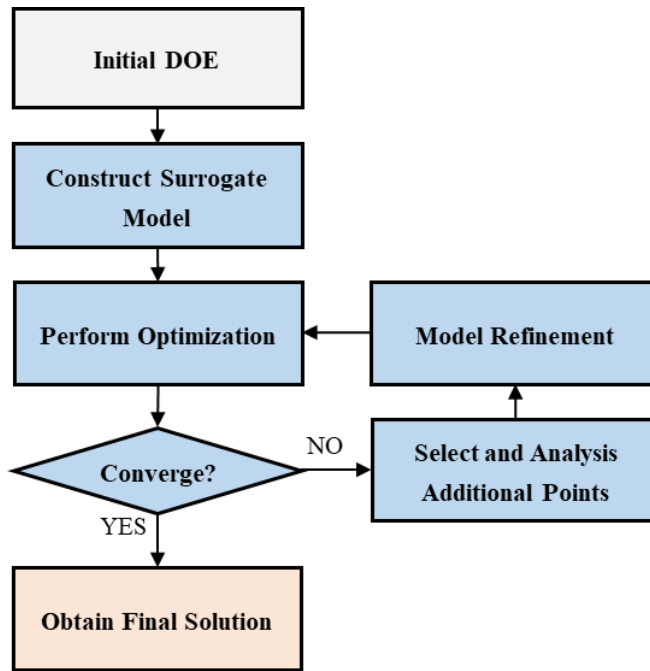 Initial DOE
Construct Surrogate
Model
Perform Optimization
Model Refinement
Converge?
NO
Select and Analysis
Additional Points
YES
Obtain Final Solution